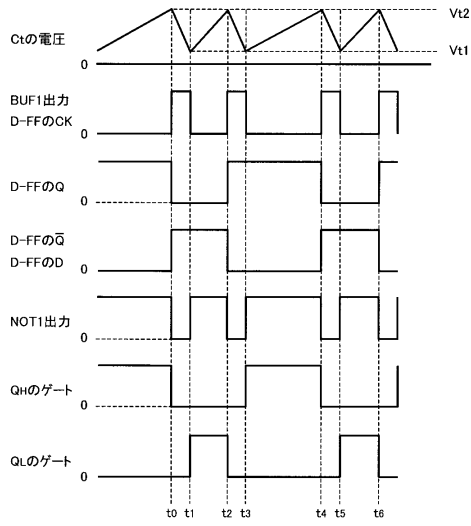 Vt2
Ctの電圧
Vt1
0
BUF1出力
D-FFのCK
0
D-FFのQ
0
D-FFのQ̅
D-FFのD
0
NOT1出力
0
QHのゲート
0
QLのゲート
0
t0 t1 t2 t3 t4 t5 t6